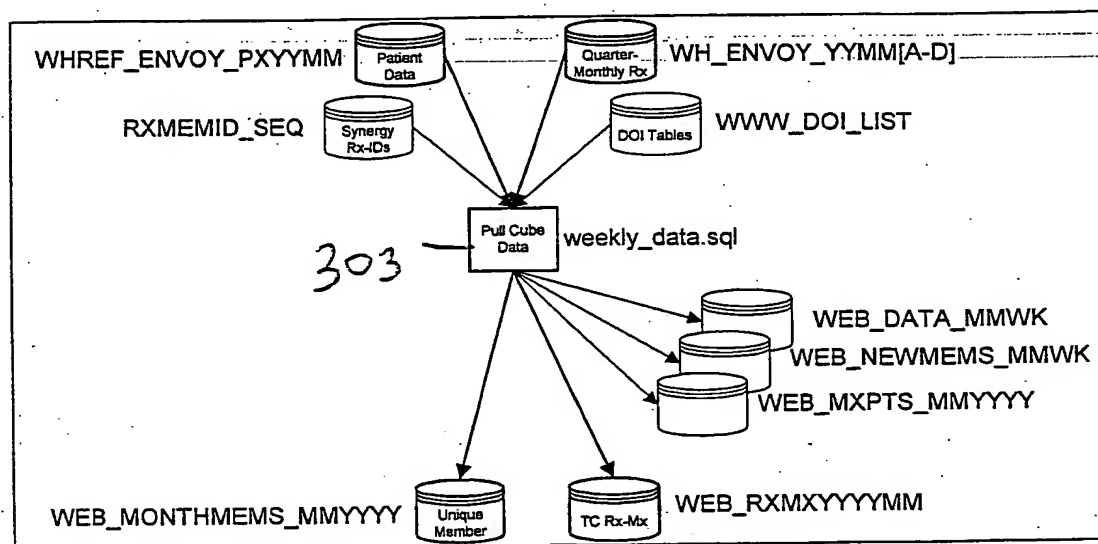 WHREF_ENVOY_PXYYMM
Patient
Data
Quarter-
Monthly Rx
WH_ENVOY_YYMM[A-D]
RXMEMID_SEQ
Synergy
Rx-IDs
DOI Tables
WWW_DOI_LIST
Pull Cube
Data
weekly_data.sql
303
WEB_DATA_MMWK
WEB_NEWMEMS_MMWK
WEB_MXPTS_MMYYYY
WEB_MONTHMEMS_MMYYYY
Unique
Member
TC Rx-Mx
WEB_RXMXYYYYMM